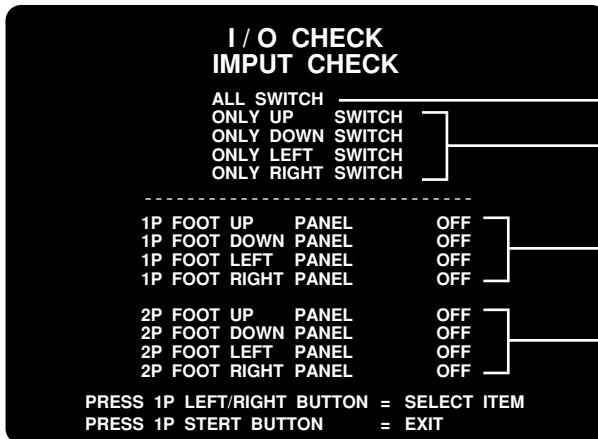 I / O CHECK
IMPUT CHECK
ALL SWITCH
ONLY UP SWITCH
ONLY DOWN SWITCH
ONLY LEFT SWITCH
ONLY RIGHT SWITCH
1P FOOT UP PANEL OFF
1P FOOT DOWN PANEL OFF
1P FOOT LEFT PANEL OFF
1P FOOT RIGHT PANEL OFF
2P FOOT UP PANEL OFF
2P FOOT DOWN PANEL OFF
2P FOOT LEFT PANEL OFF
2P FOOT RIGHT PANEL OFF
PRESS 1P LEFT/RIGHT BUTTON = SELECT ITEM
PRESS 1P STERT BUTTON = EXIT